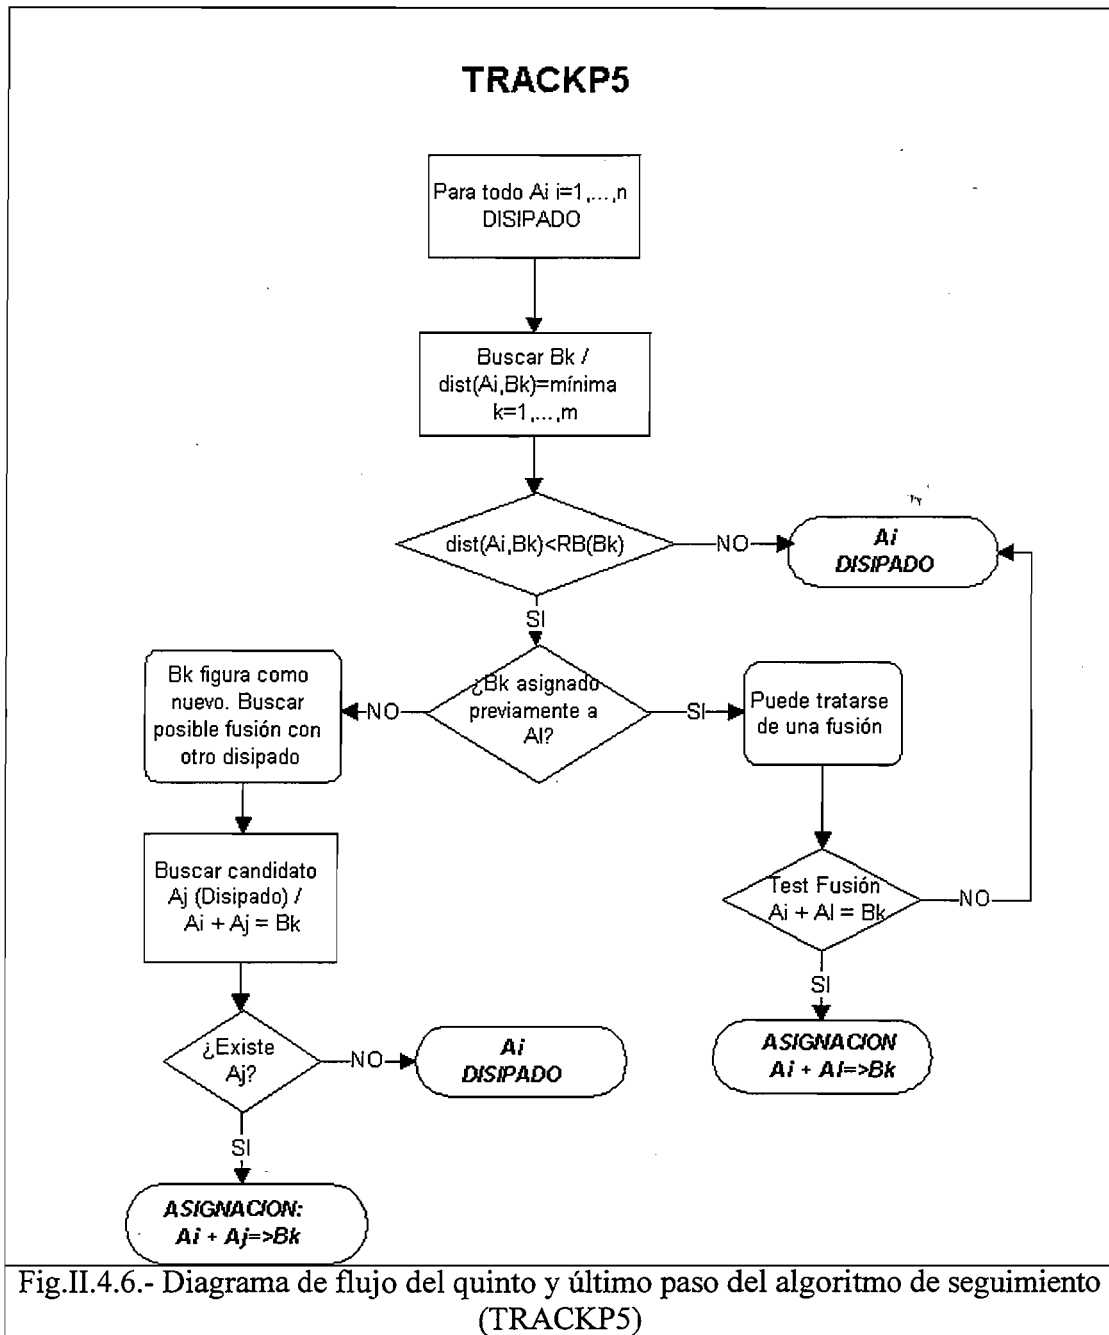 TRACKP5
Para todo Ai i=1,...,n
DISIPADO
Buscar Bk /
dist(Ai,Bk)=mínima
k=1,...,m
dist(Ai,Bk)<RB(Bk)
NO
Ai
DISIPADO
SI
Bk figura como
nuevo. Buscar
posible fusión con
otro disipado
NO
¿Bk asignado
previamente a
Al?
SI
Puede tratarse
de una fusión
Buscar candidato
Aj (Disipado) /
Ai + Aj = Bk
Test Fusión
Ai + Al = Bk
NO
SI
¿Existe
Aj?
NO
Ai
DISIPADO
ASIGNACION
Ai + Al=>Bk
SI
ASIGNACION:
Ai + Aj=>Bk
Fig.II.4.6.- Diagrama de flujo del quinto y último paso del algoritmo de seguimiento
(TRACKP5)